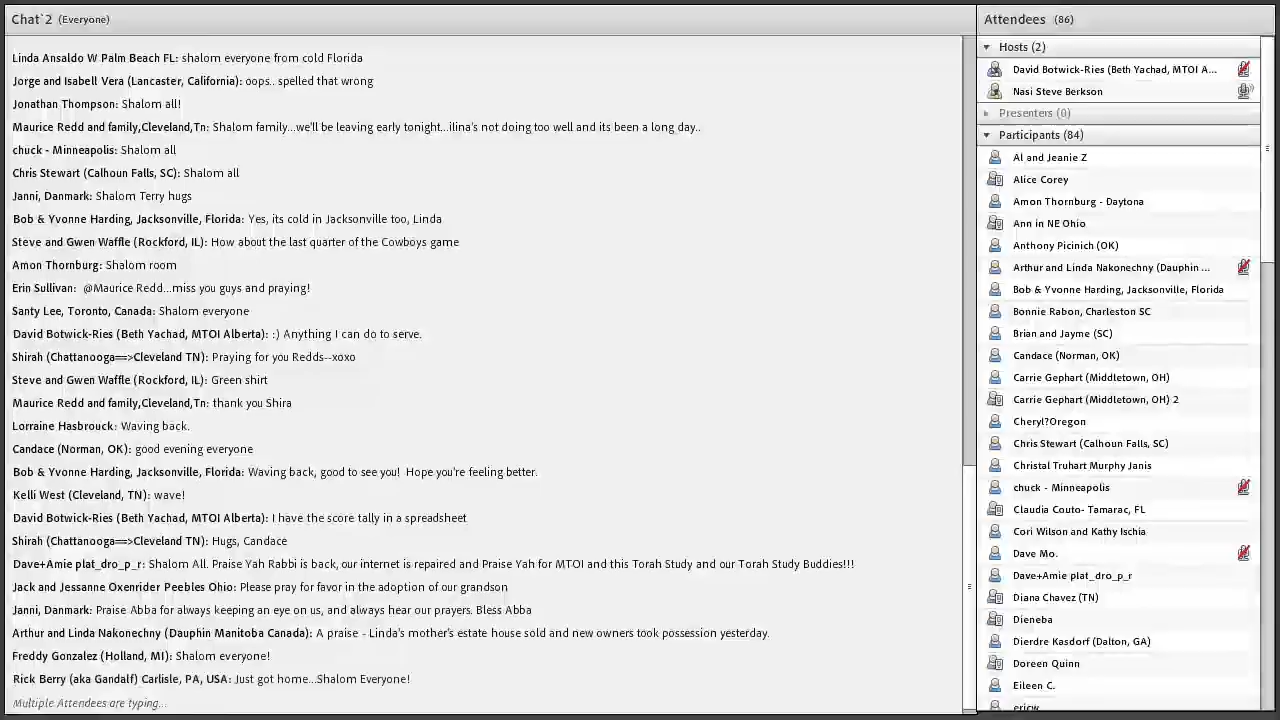 Chat`2 (Everyone)
Linda Ansaldo W Palm Beach FL: shalom everyone from cold Florida
Jorge and Isabell Vera (Lancaster, California): oops.. spelled that wrong
Jonathan Thompson: Shalom all!
Maurice Redd and family,Cleveland,Tn: Shalom family...we'll be leaving early tonight...ilina's not doing too well and its been a long day..
chuck - Minneapolis: Shalom all
Chris Stewart (Calhoun Falls, SC): Shalom all
Janni, Danmark: Shalom Terry hugs
Bob & Yvonne Harding, Jacksonville, Florida: Yes, its cold in Jacksonville too, Linda
Steve and Gwen Waffle (Rockford, IL): How about the last quarter of the Cowboys game
Amon Thornburg: Shalom room
Erin Sullivan: @Maurice Redd...miss you guys and praying!
Santy Lee, Toronto, Canada: Shalom everyone
David Botwick-Ries (Beth Yachad, MTOI Alberta): :) Anything I can do to serve.
Shirah (Chattanooga==>Cleveland TN): Praying for you Redds--xoxo
Steve and Gwen Waffle (Rockford, IL): Green shirt
Maurice Redd and family,Cleveland,Tn: thank you Shira
Lorraine Hasbrouck: Waving back.
Candace (Norman, OK): good evening everyone
Bob & Yvonne Harding, Jacksonville, Florida: Waving back, good to see you! Hope you're feeling better.
Kelli West (Cleveland, TN): wave!
David Botwick-Ries (Beth Yachad, MTOI Alberta): I have the score tally in a spreadsheet
Shirah (Chattanooga==>Cleveland TN): Hugs, Candace
Dave+Amie plat_dro_p_r: Shalom All. Praise Yah Rabbi is back, our internet is repaired and Praise Yah for MTOI and this Torah Study and our Torah Study Buddies!!!
Jack and Jessanne Oxenrider Peebles Ohio: Please pray for favor in the adoption of our grandson
Janni, Danmark: Praise Abba for always keeping an eye on us, and always hear our prayers. Bless Abba
Arthur and Linda Nakonechny (Dauphin Manitoba Canada): A praise - Linda's mother's estate house sold and new owners took possession yesterday.
Freddy Gonzalez (Holland, MI): Shalom everyone!
Rick Berry (aka Gandalf) Carlisle, PA, USA: Just got home...Shalom Everyone!
Multiple Attendees are typing...
Attendees (86)
Hosts (2)
David Botwick-Ries (Beth Yachad, MTOI A...
Nasi Steve Berkson
Presenters (0)
Participants (84)
Al and Jeanie Z
Alice Corey
Amon Thornburg - Daytona
Ann in NE Ohio
Anthony Picinich (OK)
Arthur and Linda Nakonechny (Dauphin ...
Bob & Yvonne Harding, Jacksonville, Florida
Bonnie Rabon, Charleston SC
Brian and Jayme (SC)
Candace (Norman, OK)
Carrie Gephart (Middletown, OH)
Carrie Gephart (Middletown, OH) 2
Cheryl?Oregon
Chris Stewart (Calhoun Falls, SC)
Christal Truhart Murphy Janis
chuck - Minneapolis
Claudia Couto- Tamarac, FL
Cori Wilson and Kathy Ischia
Dave Mo.
Dave+Amie plat_dro_p_r
Diana Chavez (TN)
Dieneba
Dierdre Kasdorf (Dalton, GA)
Doreen Quinn
Eileen C.
ericw